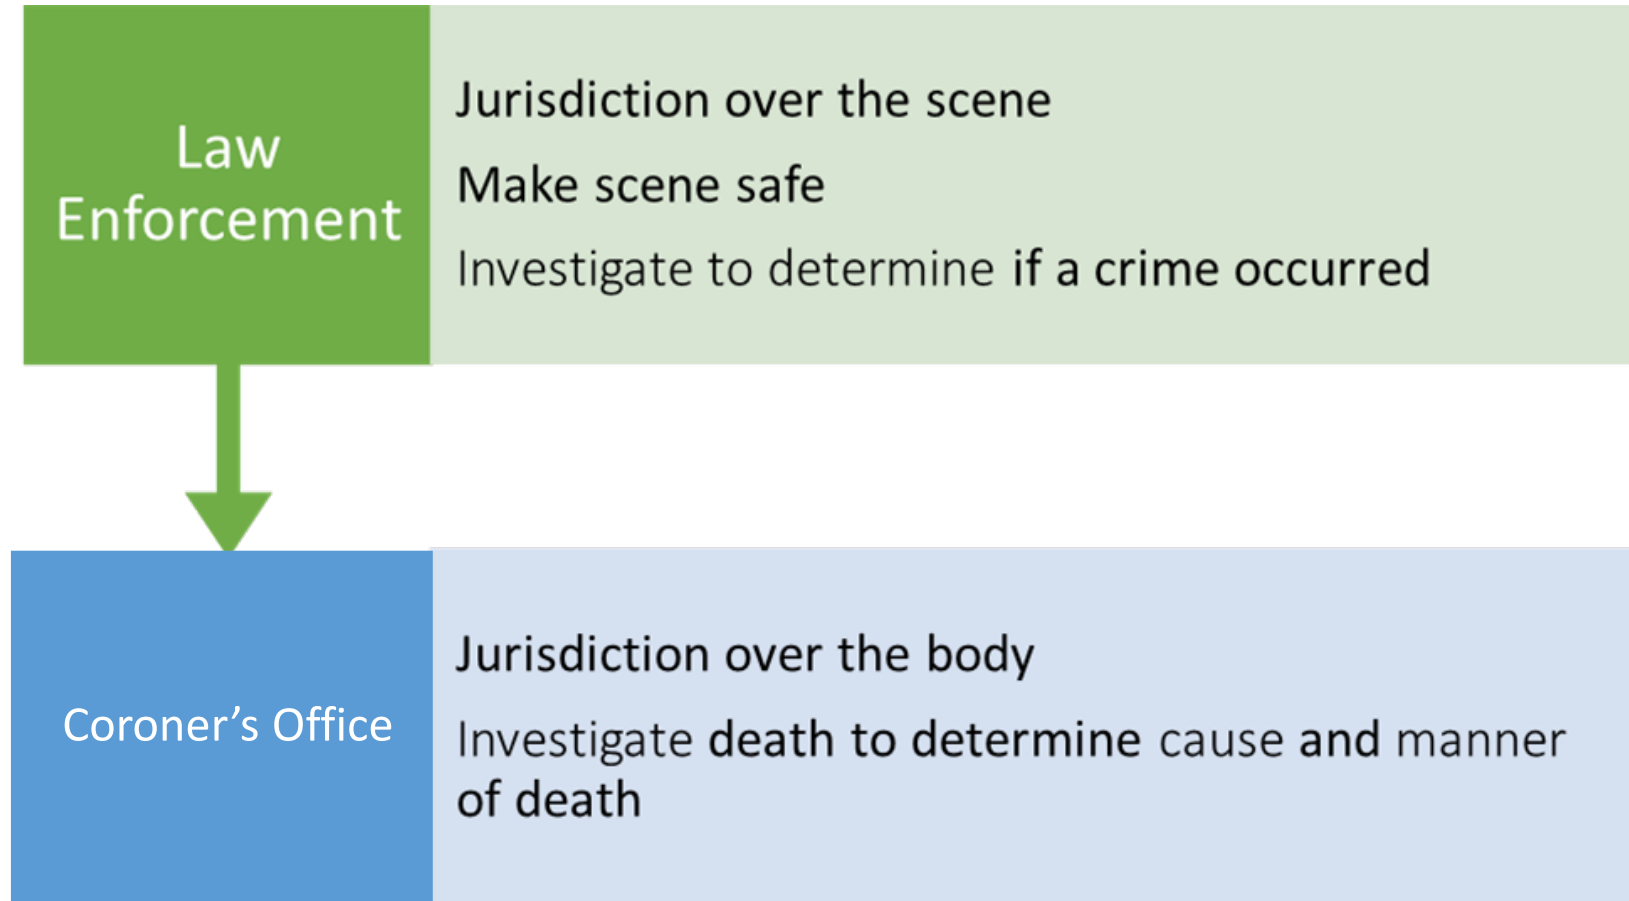 Law
Enforcement
Jurisdiction over the scene
Make scene safe
Investigate to determine if a crime occurred
Coroner’s Office
Jurisdiction over the body
Investigate death to determine cause and manner
of death